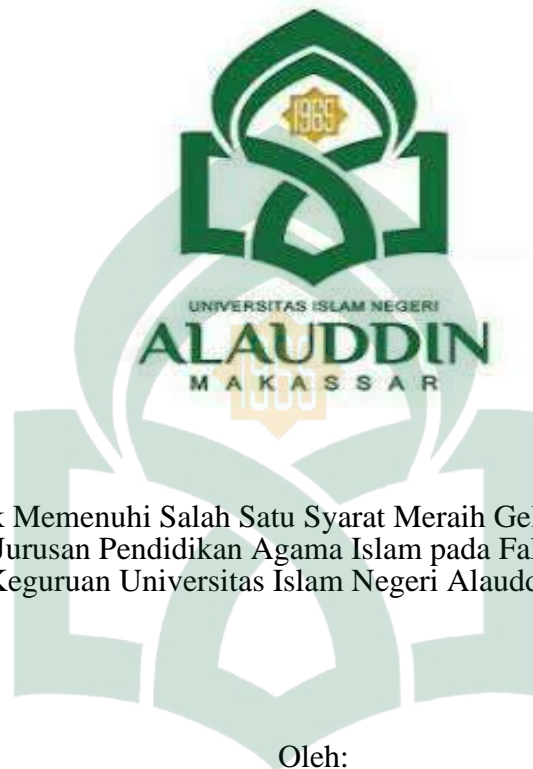 1965
UNIVERSITAS ISLAM NEGERI
ALAUDDIN
MAKASSAR
Memenuhi Salah Satu Syarat Meraih
Jurusan Pendidikan Agama Islam pada
Keguruan Universitas Islam Negeri
Oleh: